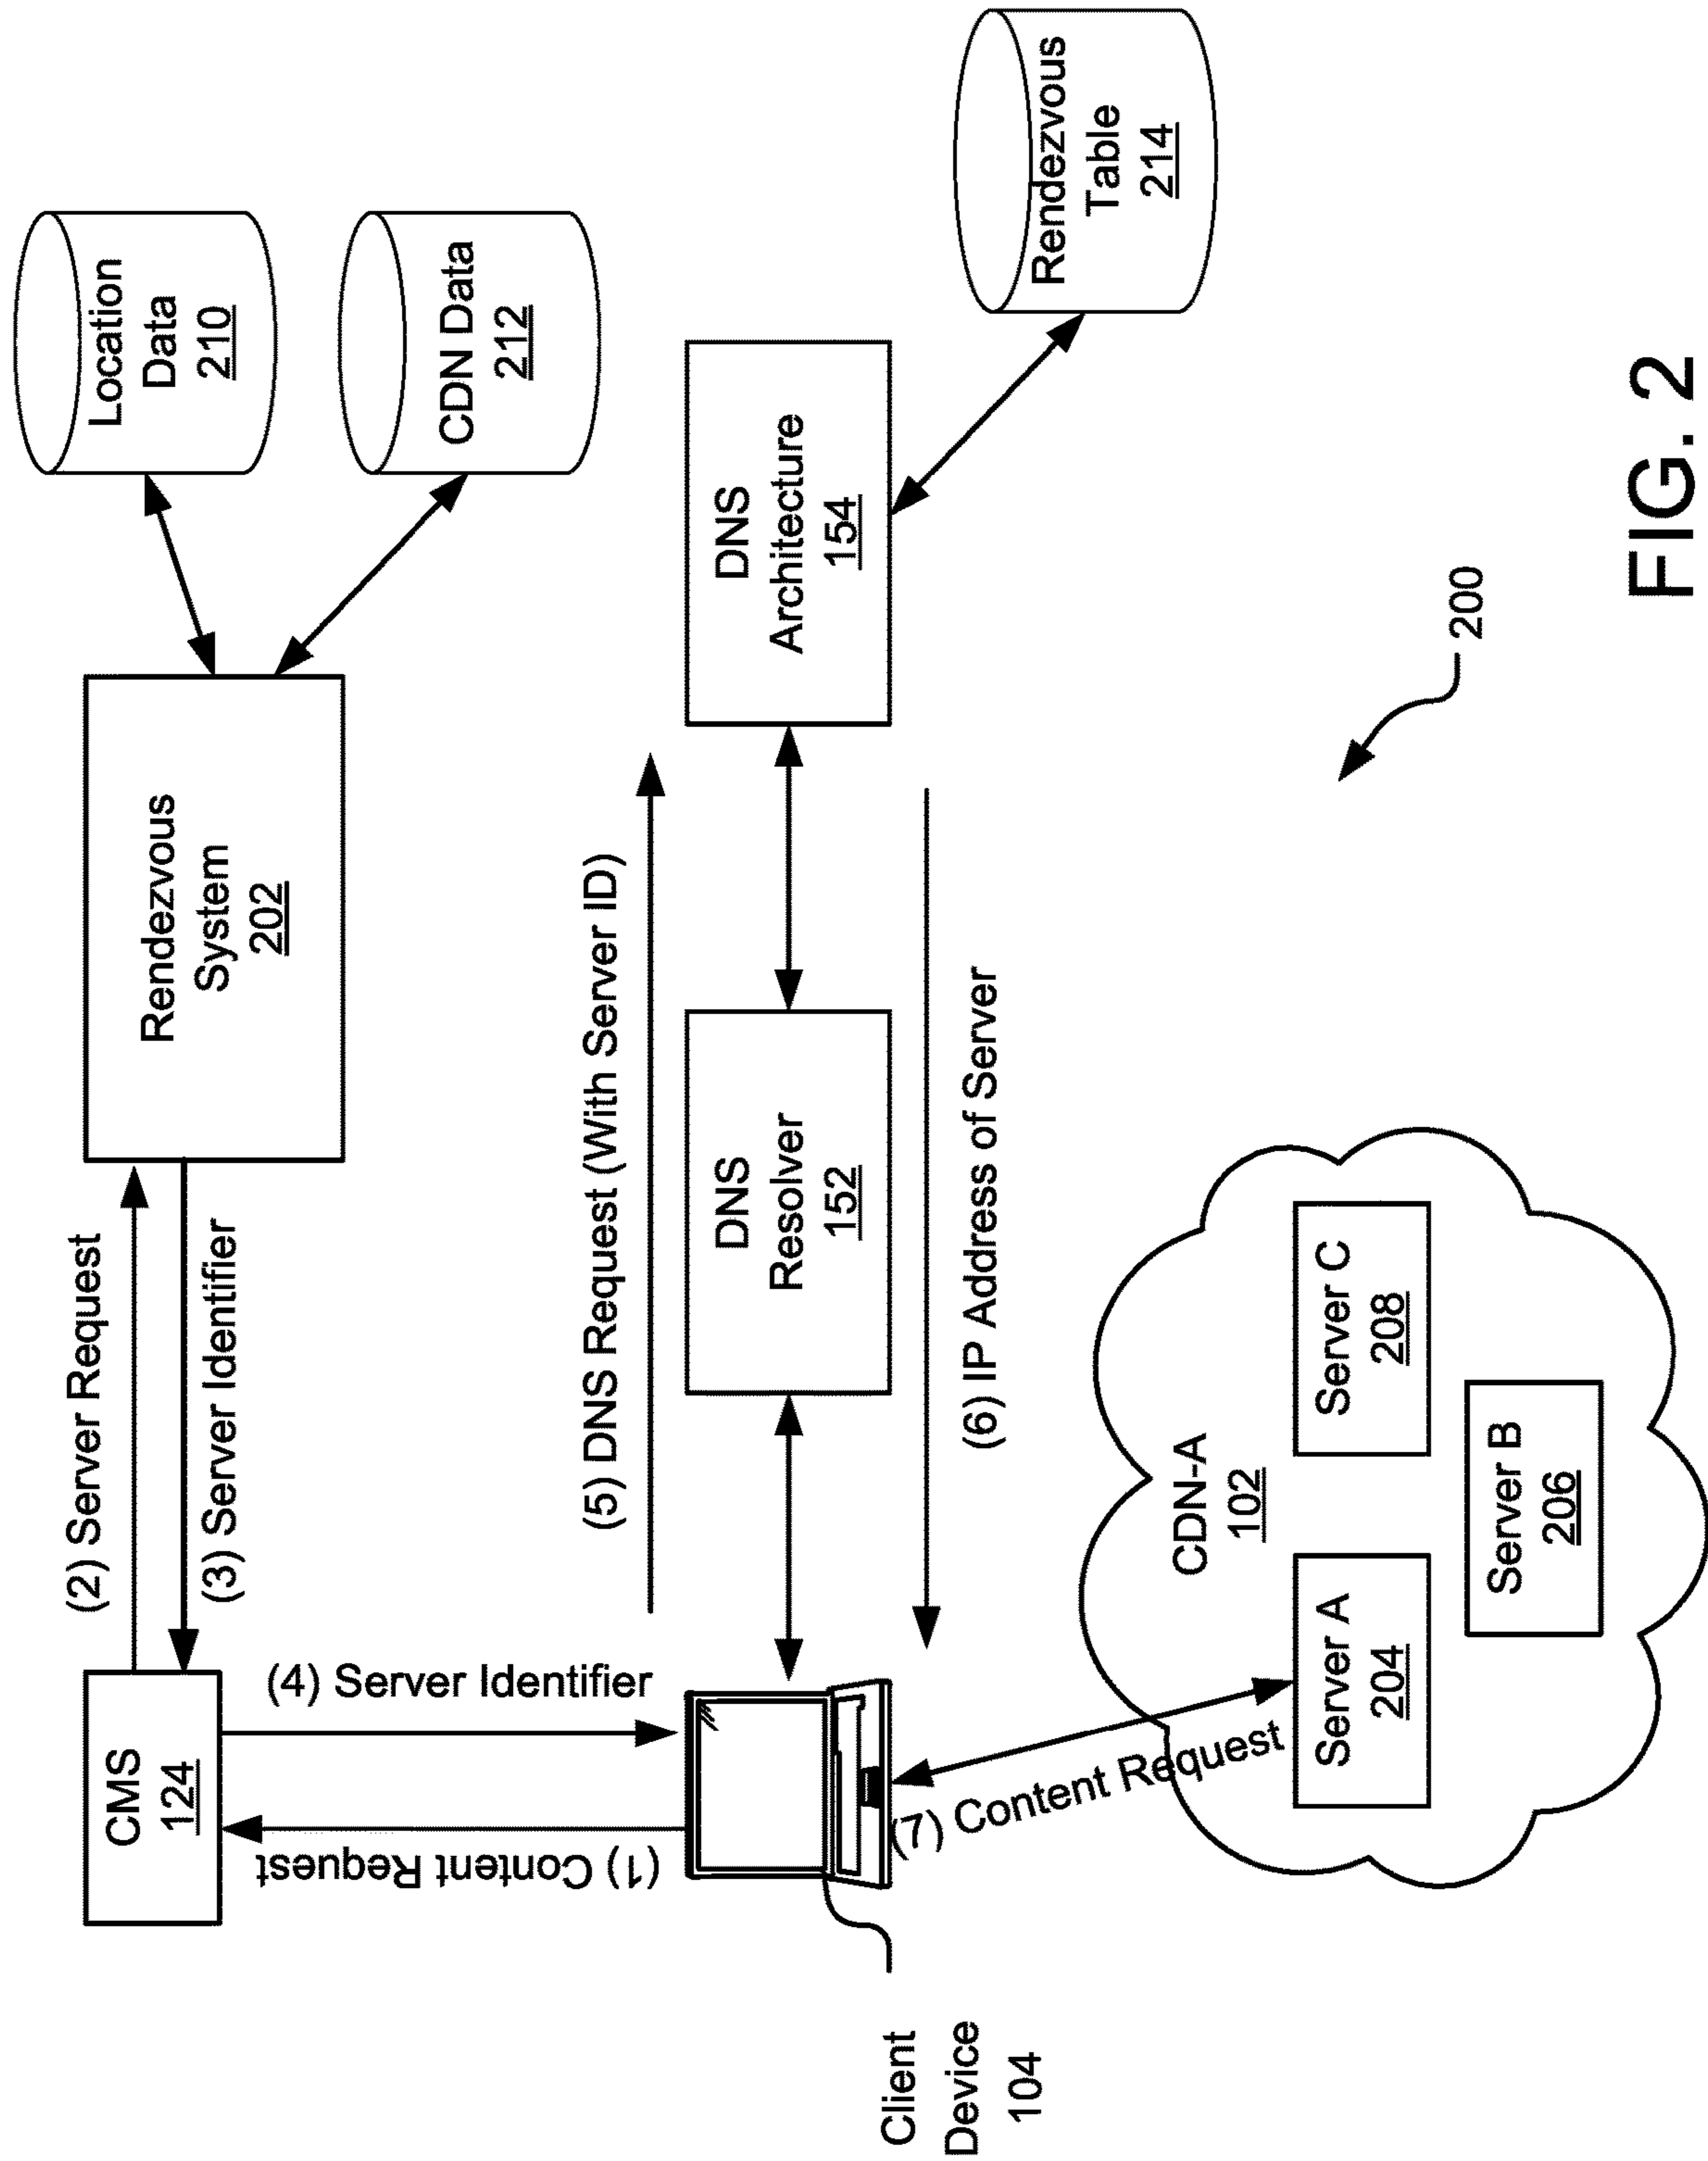 CMS
124
(2) Server Request
(3) Server Identifier
Rendezvous
System
202
Location
Data
210
CDN Data
212
(1) Content Request
(4) Server Identifier
(5) DNS Request (With Server ID)
Client
Device
104
DNS
Resolver
152
DNS
Architecture
154
(6) IP Address of Server
Rendezvous
Table
214
(7) Content Request
CDN-A
102
Server A
204
Server C
208
Server B
206
200
FIG. 2